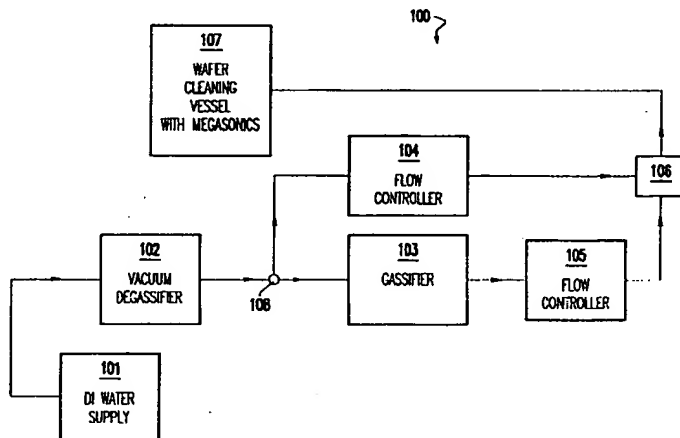 100
107
WAFER
CLEANING
VESSEL
WITH MEGASONICS
104
FLOW
CONTROLLER
106
102
VACUUM
DEGASSIFIER
108
103
GASSIFIER
105
FLOW
CONTROLLER
101
DI WATER
SUPPLY